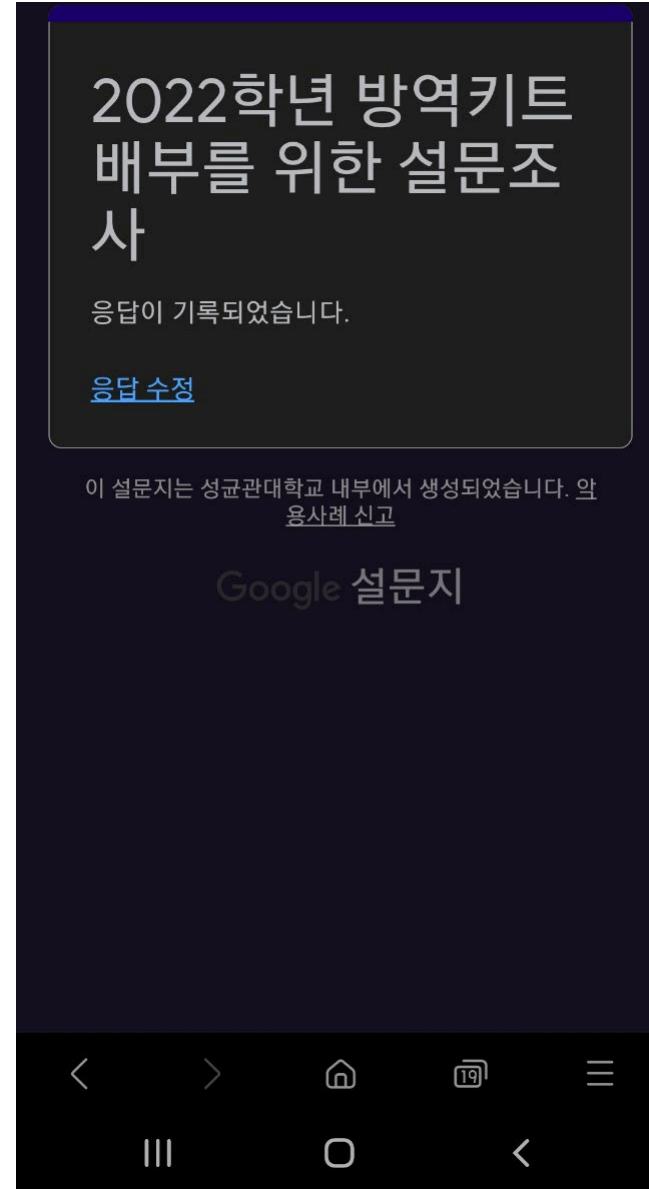 2022학년 방역키트
배부를 위한 설문조
사
응답이 기록되었습니다.
응답 수정
이 설문지는 성균관대학교 내부에서 생성되었습니다. 악
용사례 신고
Google 설문지
19